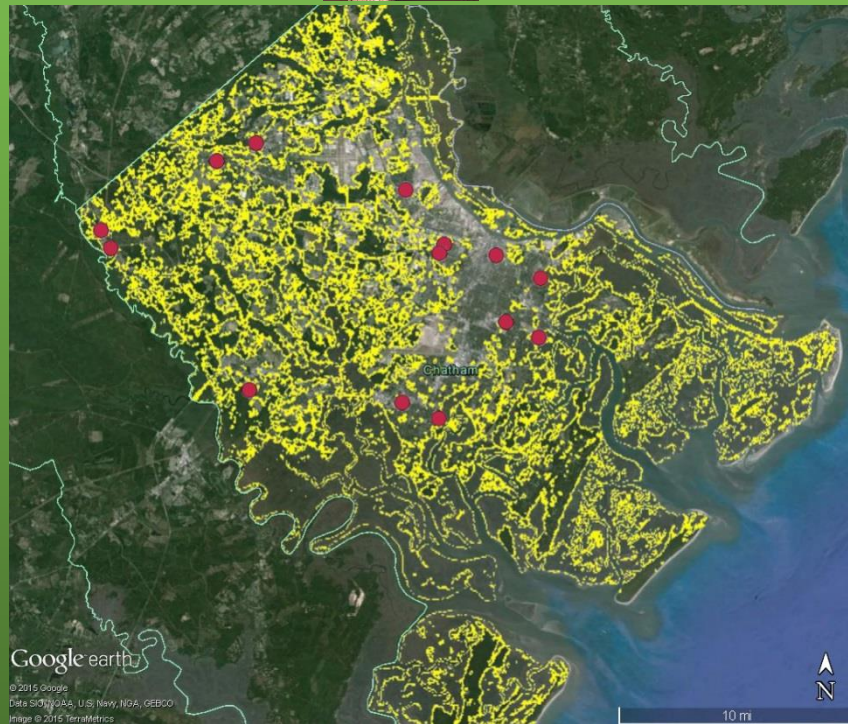 Chatham
Google earth
© 2015 Google
Data SIO, NOAA, U.S. Navy, NGA, GEBCO
Image © 2015 TerraMetrics
N
10 mi